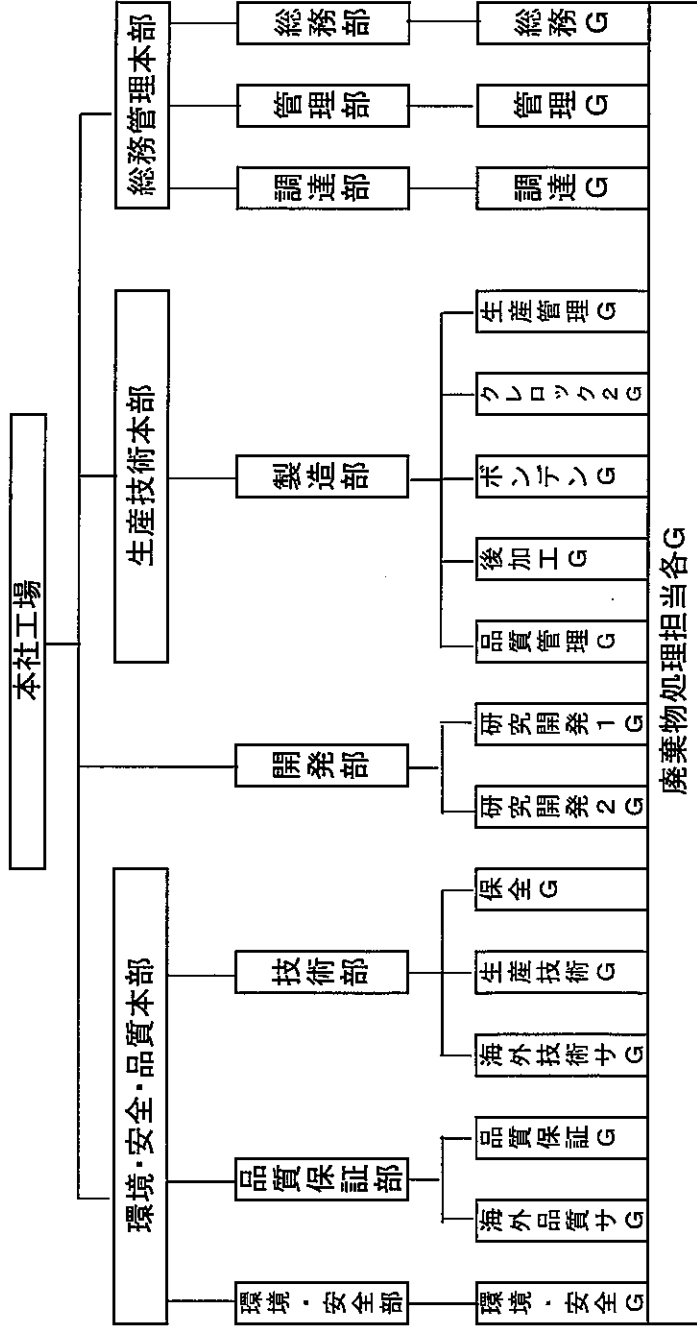 本社工場
環境・安全・品質本部
生産技術本部
総務管理本部
環境・安全部
品質保証部
技術部
開発部
製造部
調達部
管理部
総務部
環境・安全G
海外品質サG
品質保証G
海外技術サG
生産技術G
保全G
研究開発2G
研究開発1G
品質管理G
後加工G
ボンテンG
クレロック2G
生産管理G
調達G
管理G
総務G
廃棄物処理担当各G